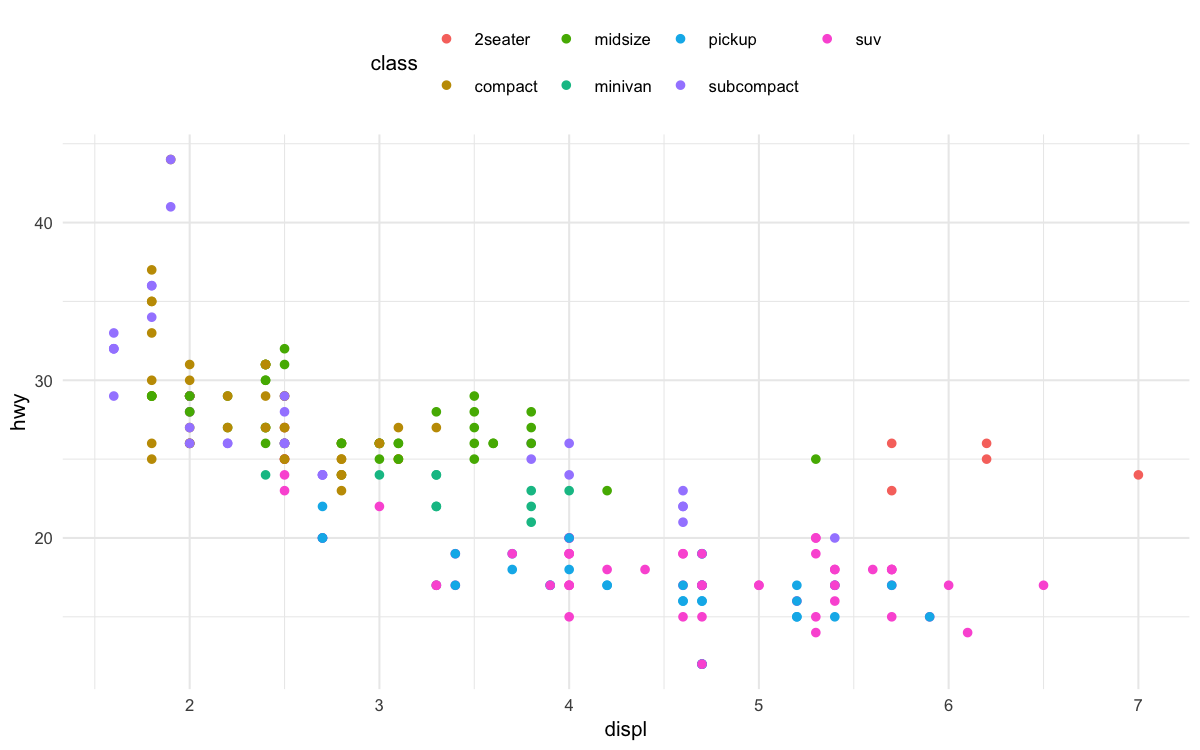 class
2seater midsize pickup suv
compact minivan subcompact
40
30
20
hwy
2 3 4 5 6 7
displ